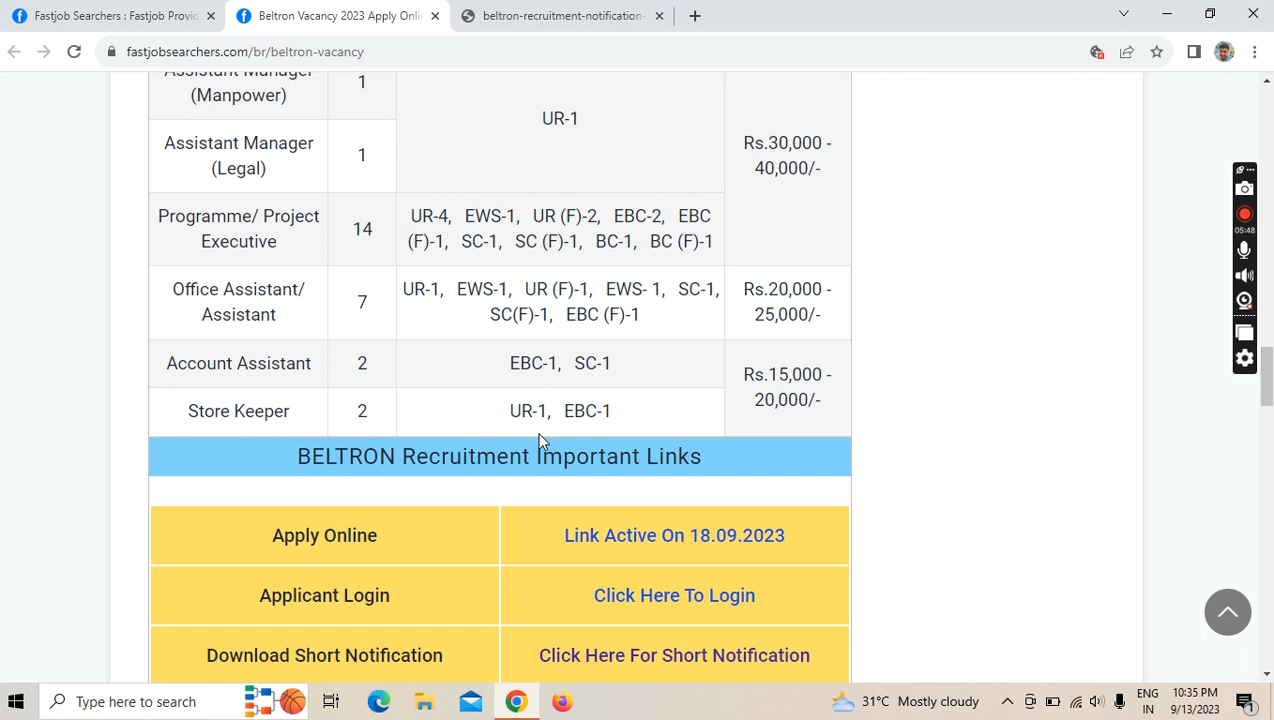 Fastjob Searchers : Fastjob Provid
Beltron Vacancy 2023 Apply Onli
beltron-recruitment-notification-
fastjobsearchers.com/br/beltron-vacancy
Assistant Manager
(Manpower)
1
UR-1
Assistant Manager
(Legal)
1
Rs.30,000 -
40,000/-
Programme/ Project
Executive
14
UR-4, EWS-1, UR (F)-2, EBC-2, EBC
(F)-1, SC-1, SC (F)-1, BC-1, BC (F)-1
Office Assistant/
Assistant
7
UR-1, EWS-1, UR (F)-1, EWS- 1, SC-1,
SC(F)-1, EBC (F)-1
Rs.20,000 -
25,000/-
Account Assistant
2
EBC-1, SC-1
Rs.15,000 -
20,000/-
Store Keeper
2
UR-1, EBC-1
BELTRON Recruitment Important Links
Apply Online
Link Active On 18.09.2023
Applicant Login
Click Here To Login
Download Short Notification
Click Here For Short Notification
05:48
Type here to search
31°C Mostly cloudy
ENG
IN
10:35 PM
9/13/2023
1